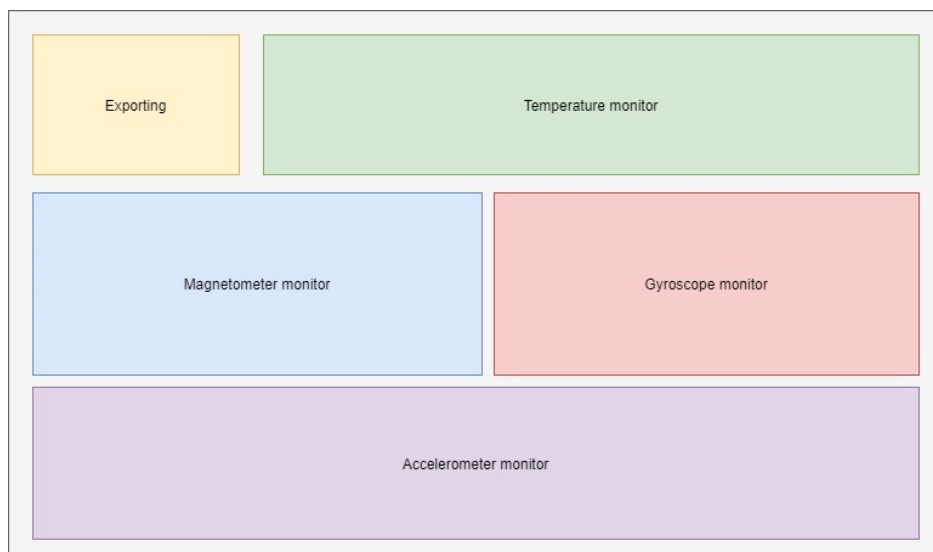 Exporting
Temperature monitor
Magnetometer monitor
Gyroscope monitor
Accelerometer monitor